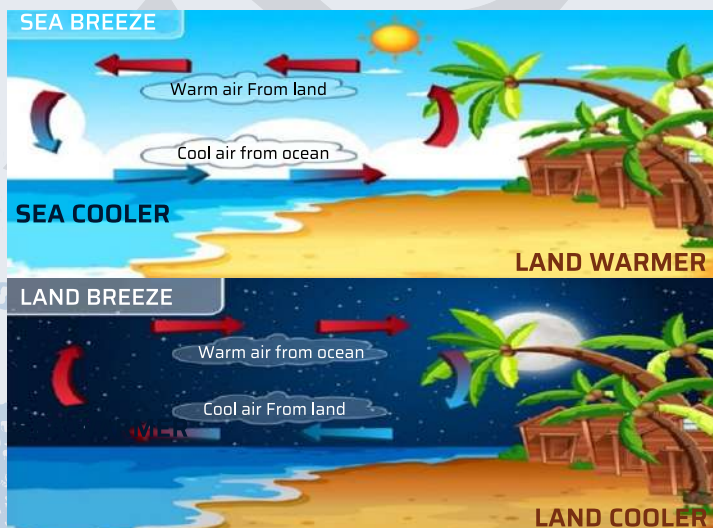 SEA BREEZE
Warm air From land
Cool air from ocean
SEA COOLER
LAND WARMER
LAND BREEZE
Warm air from ocean
Cool air From land
LAND COOLER